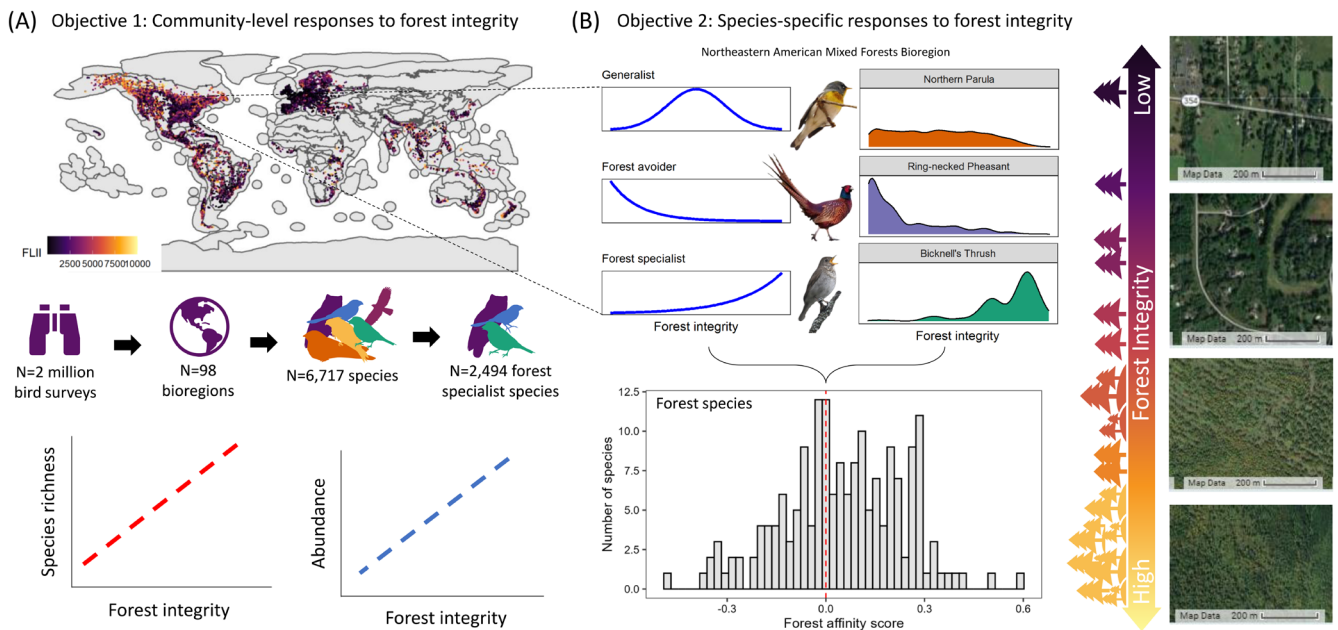 (A) Objective 1: Community-level responses to forest integrity
FLII
2500 5000 7500 10000
N=2 million
bird surveys
N=98
bioregions
N=6,717 species
N=2,494 forest
specialist species
Species richness
Forest integrity
Abundance
Forest integrity
(B) Objective 2: Species-specific responses to forest integrity
Northeastern American Mixed Forests Bioregion
Generalist
Northern Parula
Forest avoider
Ring-necked Pheasant
Forest specialist
Bicknell's Thrush
Forest integrity
Forest integrity
Forest species
Number of species
12.5
10.0
7.5
5.0
2.5
0.0
-0.3
0.0
0.3
0.6
Forest affinity score
Low
Forest Integrity
High
354
Map Data 200 m
Map Data 200 m
Map Data 200 m
Map Data 200 m